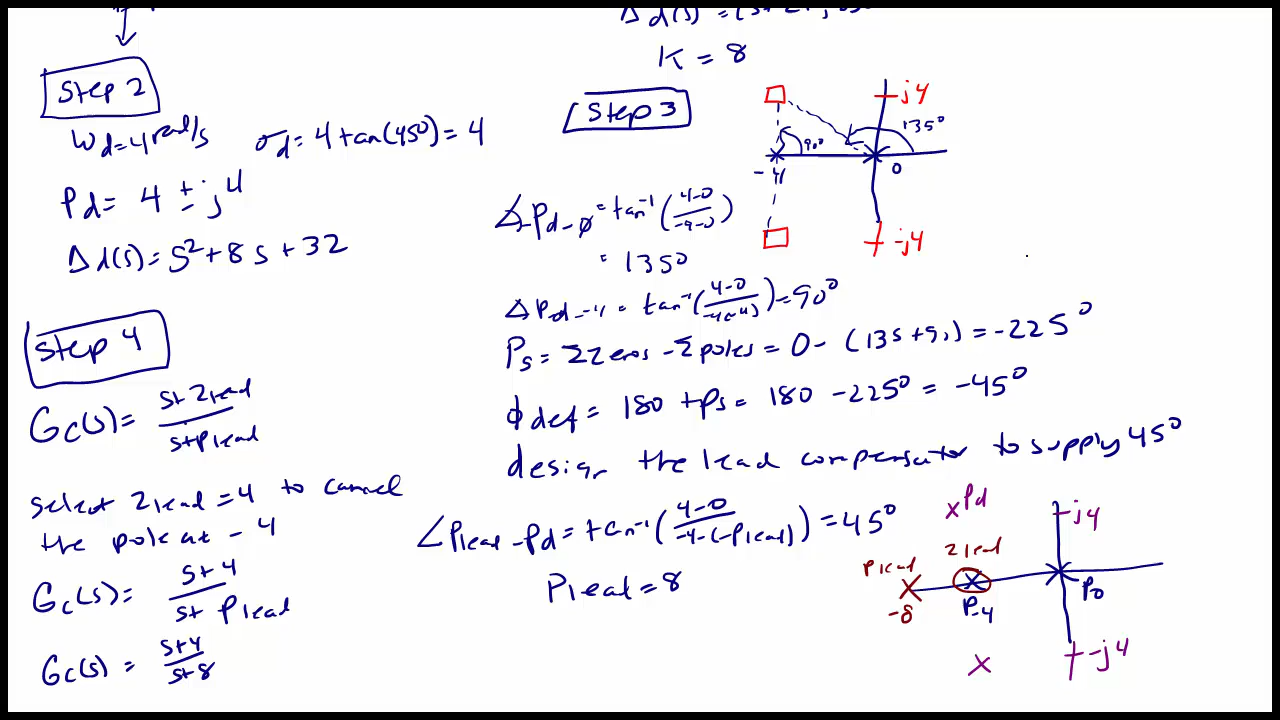 Step 2
ωd=4 rad/s σd= 4 tan(45°) = 4
Pd= 4 ± j4
Δd(s)= S²+8s+32
K = 8
Step 3
j4
135°
90°
-4
0
-j4
∡Pd-0 = tan⁻¹(4-0/-4-0)
= 135°
∡Pd--4 = tan⁻¹(4-0/-4(-4))=90°
Ps= Σzeros - Σpoles = 0 - (135+90) = -225°
ϕdef= 180 +Ps= 180 -225° = -45°
design the lead compensator to supply 45°
∠Plead-Pd= tan⁻¹(4-0/-4-(-Plead))=45°
Plead=8
Step 4
Gc(s)= s+Zlead/s+Plead
select Zlead=4 to cancel
the pole at -4
Gc(s)= s+4/s+Plead
Gc(s) = s+4/s+8
Pd
j4
Zlead
Plead
-8
P-4
P0
-j4